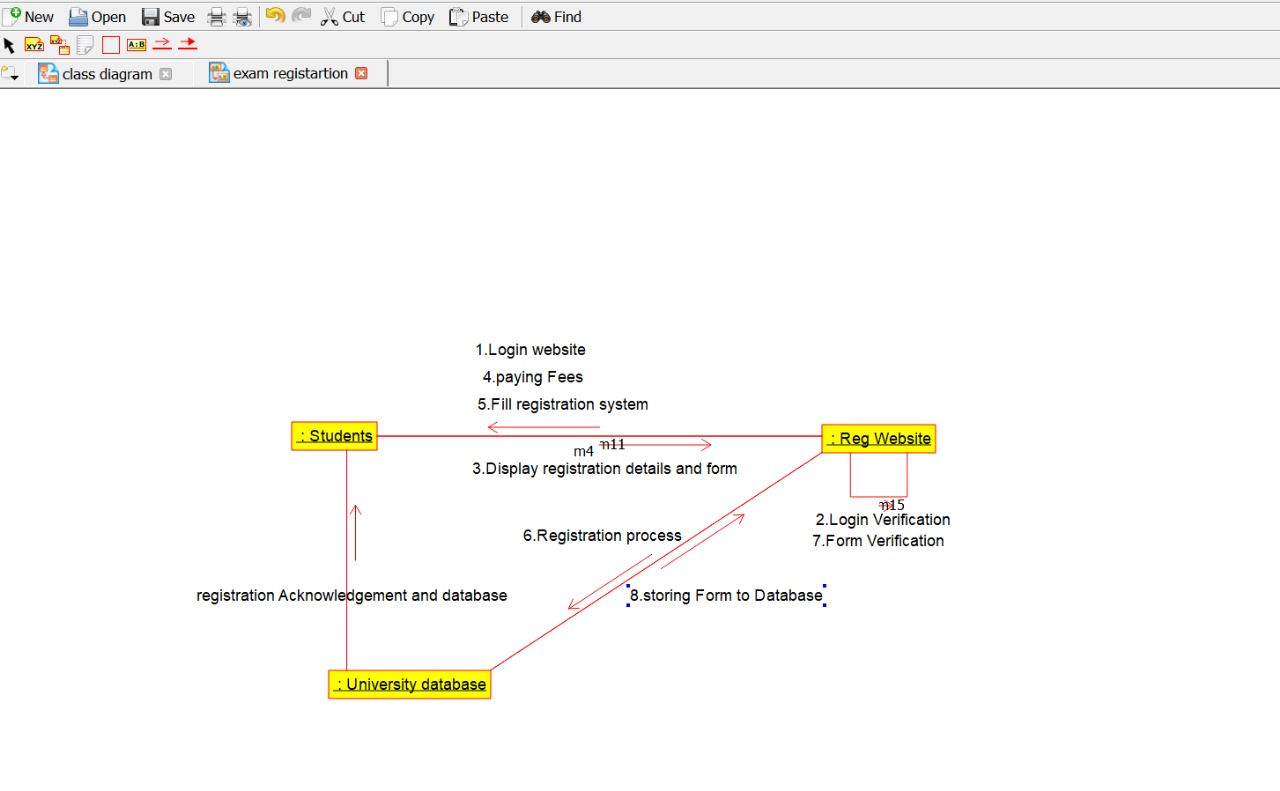 New Open Save Cut Copy Paste Find
XYZ A:B
class diagram exam registartion
1.Login website
4.paying Fees
5.Fill registration system
: Students
: Reg Website
m11
m4
3.Display registration details and form
m15
2.Login Verification
7.Form Verification
6.Registration process
registration Acknowledgement and database
8.storing Form to Database
: University database